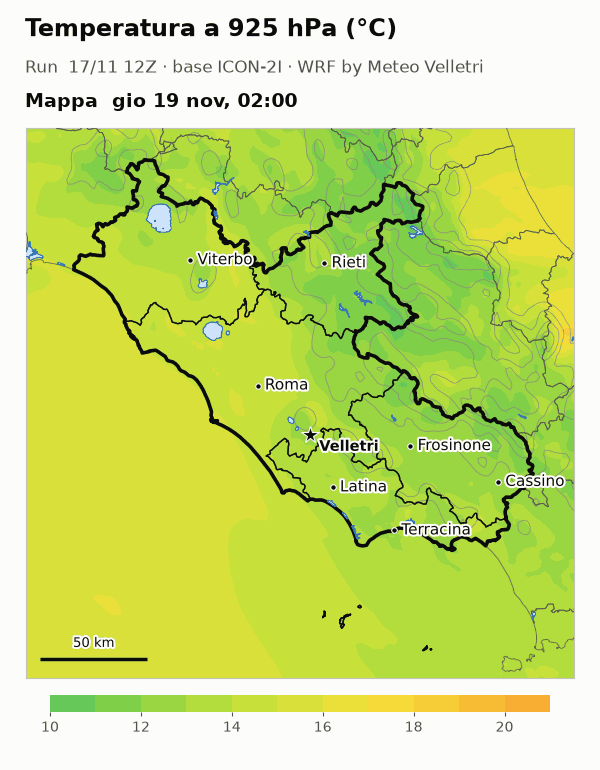 Temperatura a 925 hPa (°C)
Run  17/11 12Z · base ICON-2I · WRF by Meteo Velletri
Mappa  gio 19 nov, 02:00
Viterbo
Rieti
Roma
Velletri
Frosinone
Cassino
Latina
Terracina
50 km
10 12 14 16 18 20